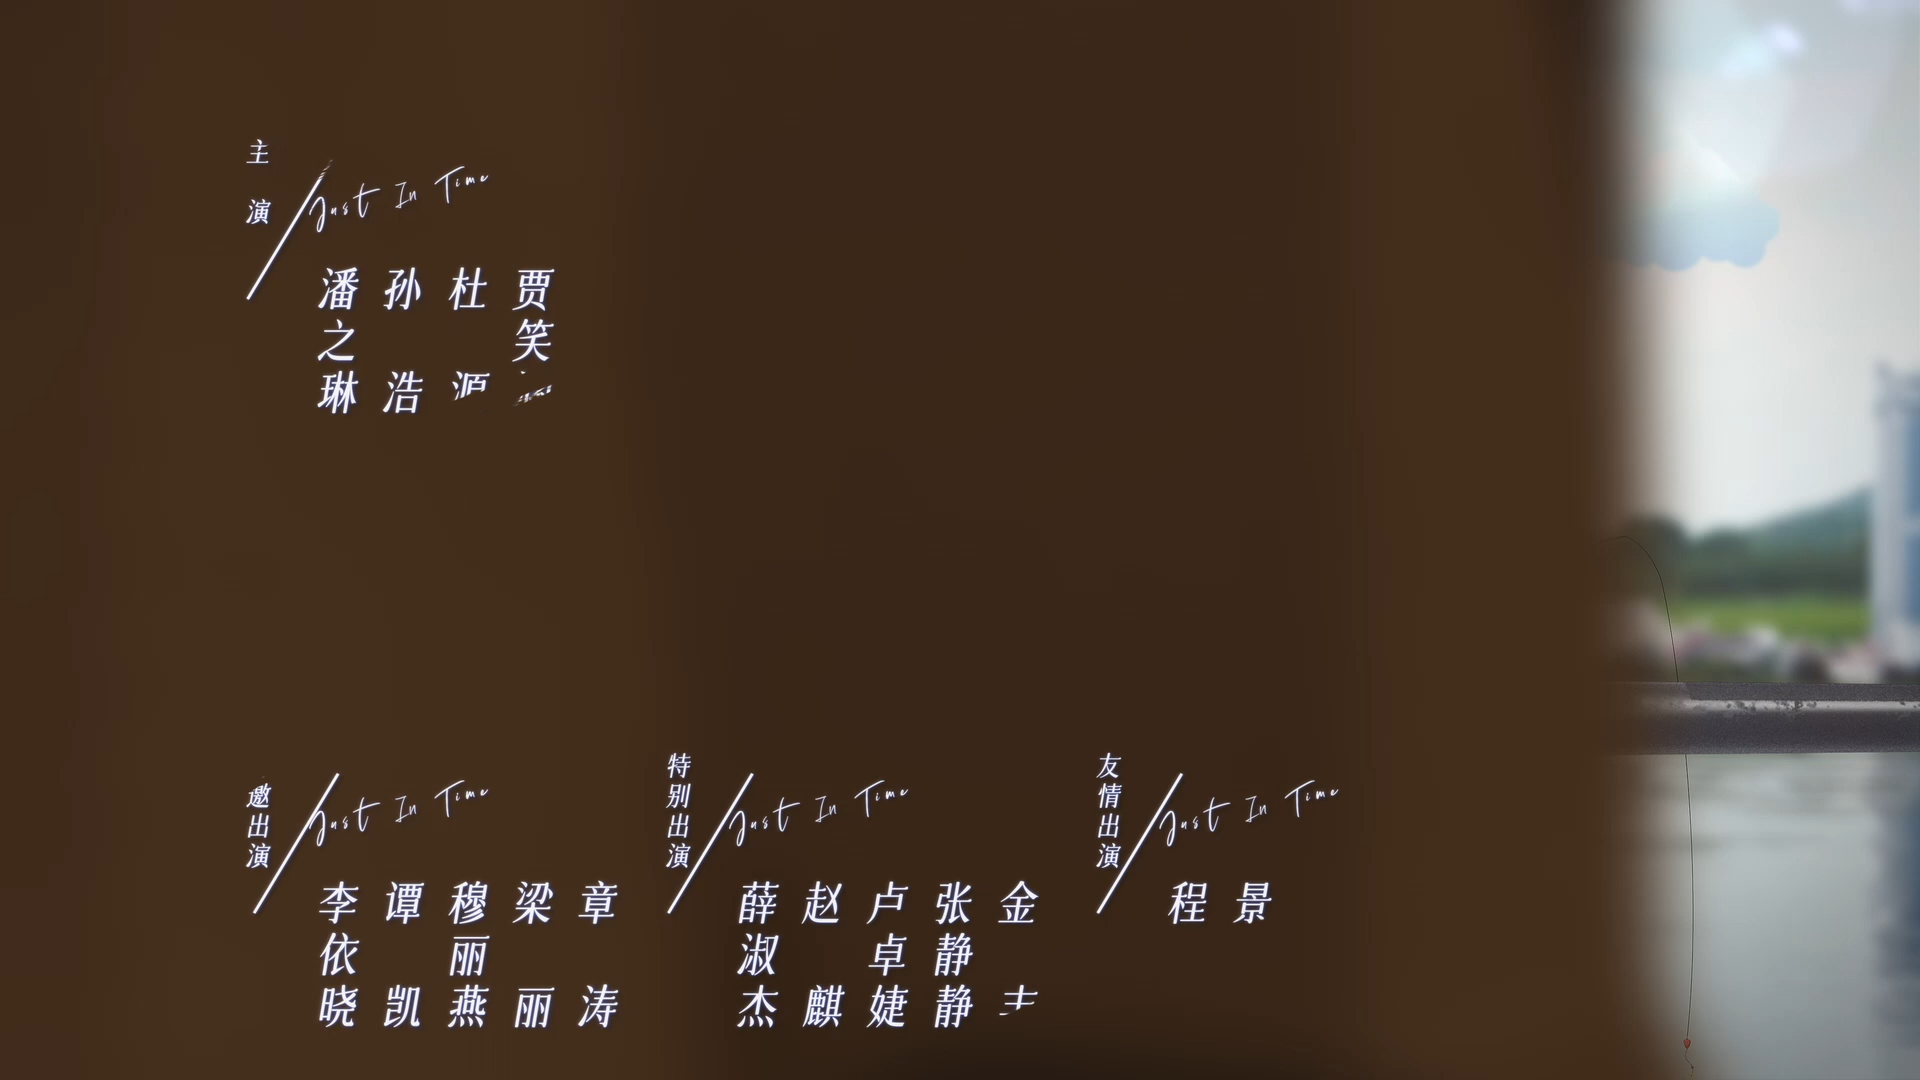 主演
Just In Time
潘之琳
孙浩
杜源
贾笑
邀出演
Just In Time
李依晓
谭凯
穆丽燕
梁丽
章涛
特别出演
Just In Time
薛淑杰
赵麒
卢卓婕
张静静
金
友情出演
Just In Time
程
景